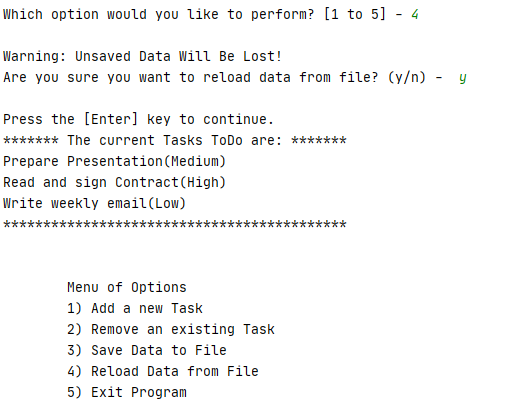 Which option would you like to perform? [1 to 5] - 4
Warning: Unsaved Data Will Be Lost!
Are you sure you want to reload data from file? (y/n) -  y
Press the [Enter] key to continue.
******* The current Tasks ToDo are: *******
Prepare Presentation(Medium)
Read and sign Contract(High)
Write weekly email(Low)
*******************************************
Menu of Options
1) Add a new Task
2) Remove an existing Task
3) Save Data to File
4) Reload Data from File
5) Exit Program